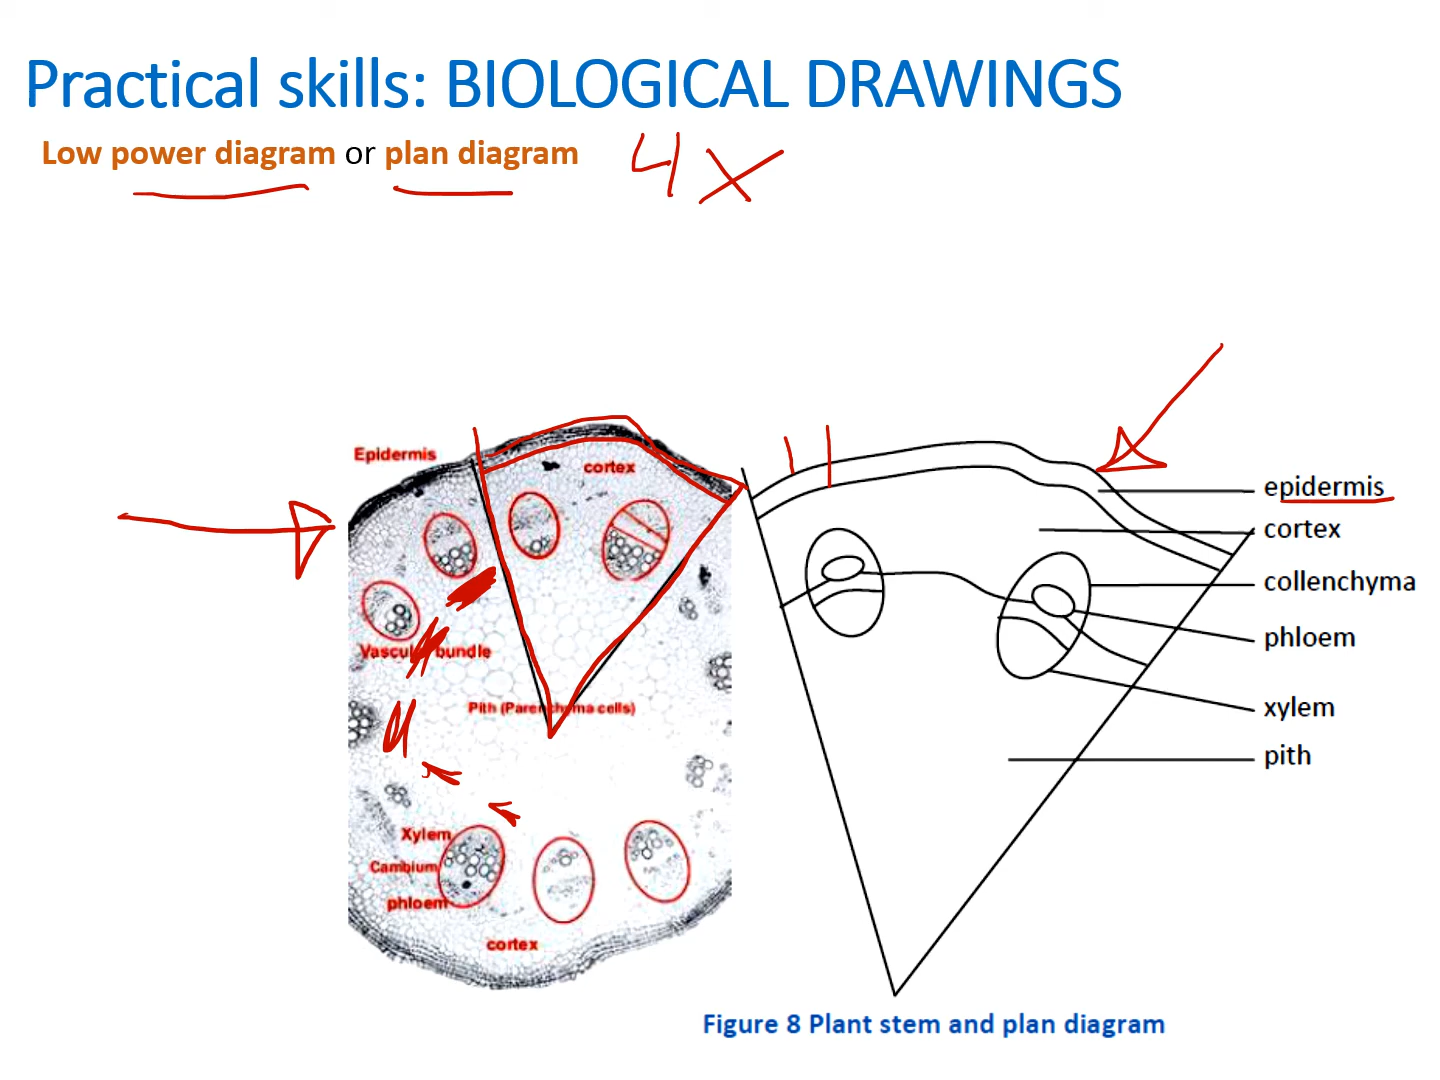 Practical skills: BIOLOGICAL DRAWINGS
Low power diagram or plan diagram 4x
Epidermis
cortex
Vascul bundle
Pith (Parenchyma cells)
Xylem
Cambium
phloem
cortex
epidermis
cortex
collenchyma
phloem
xylem
pith
Figure 8 Plant stem and plan diagram